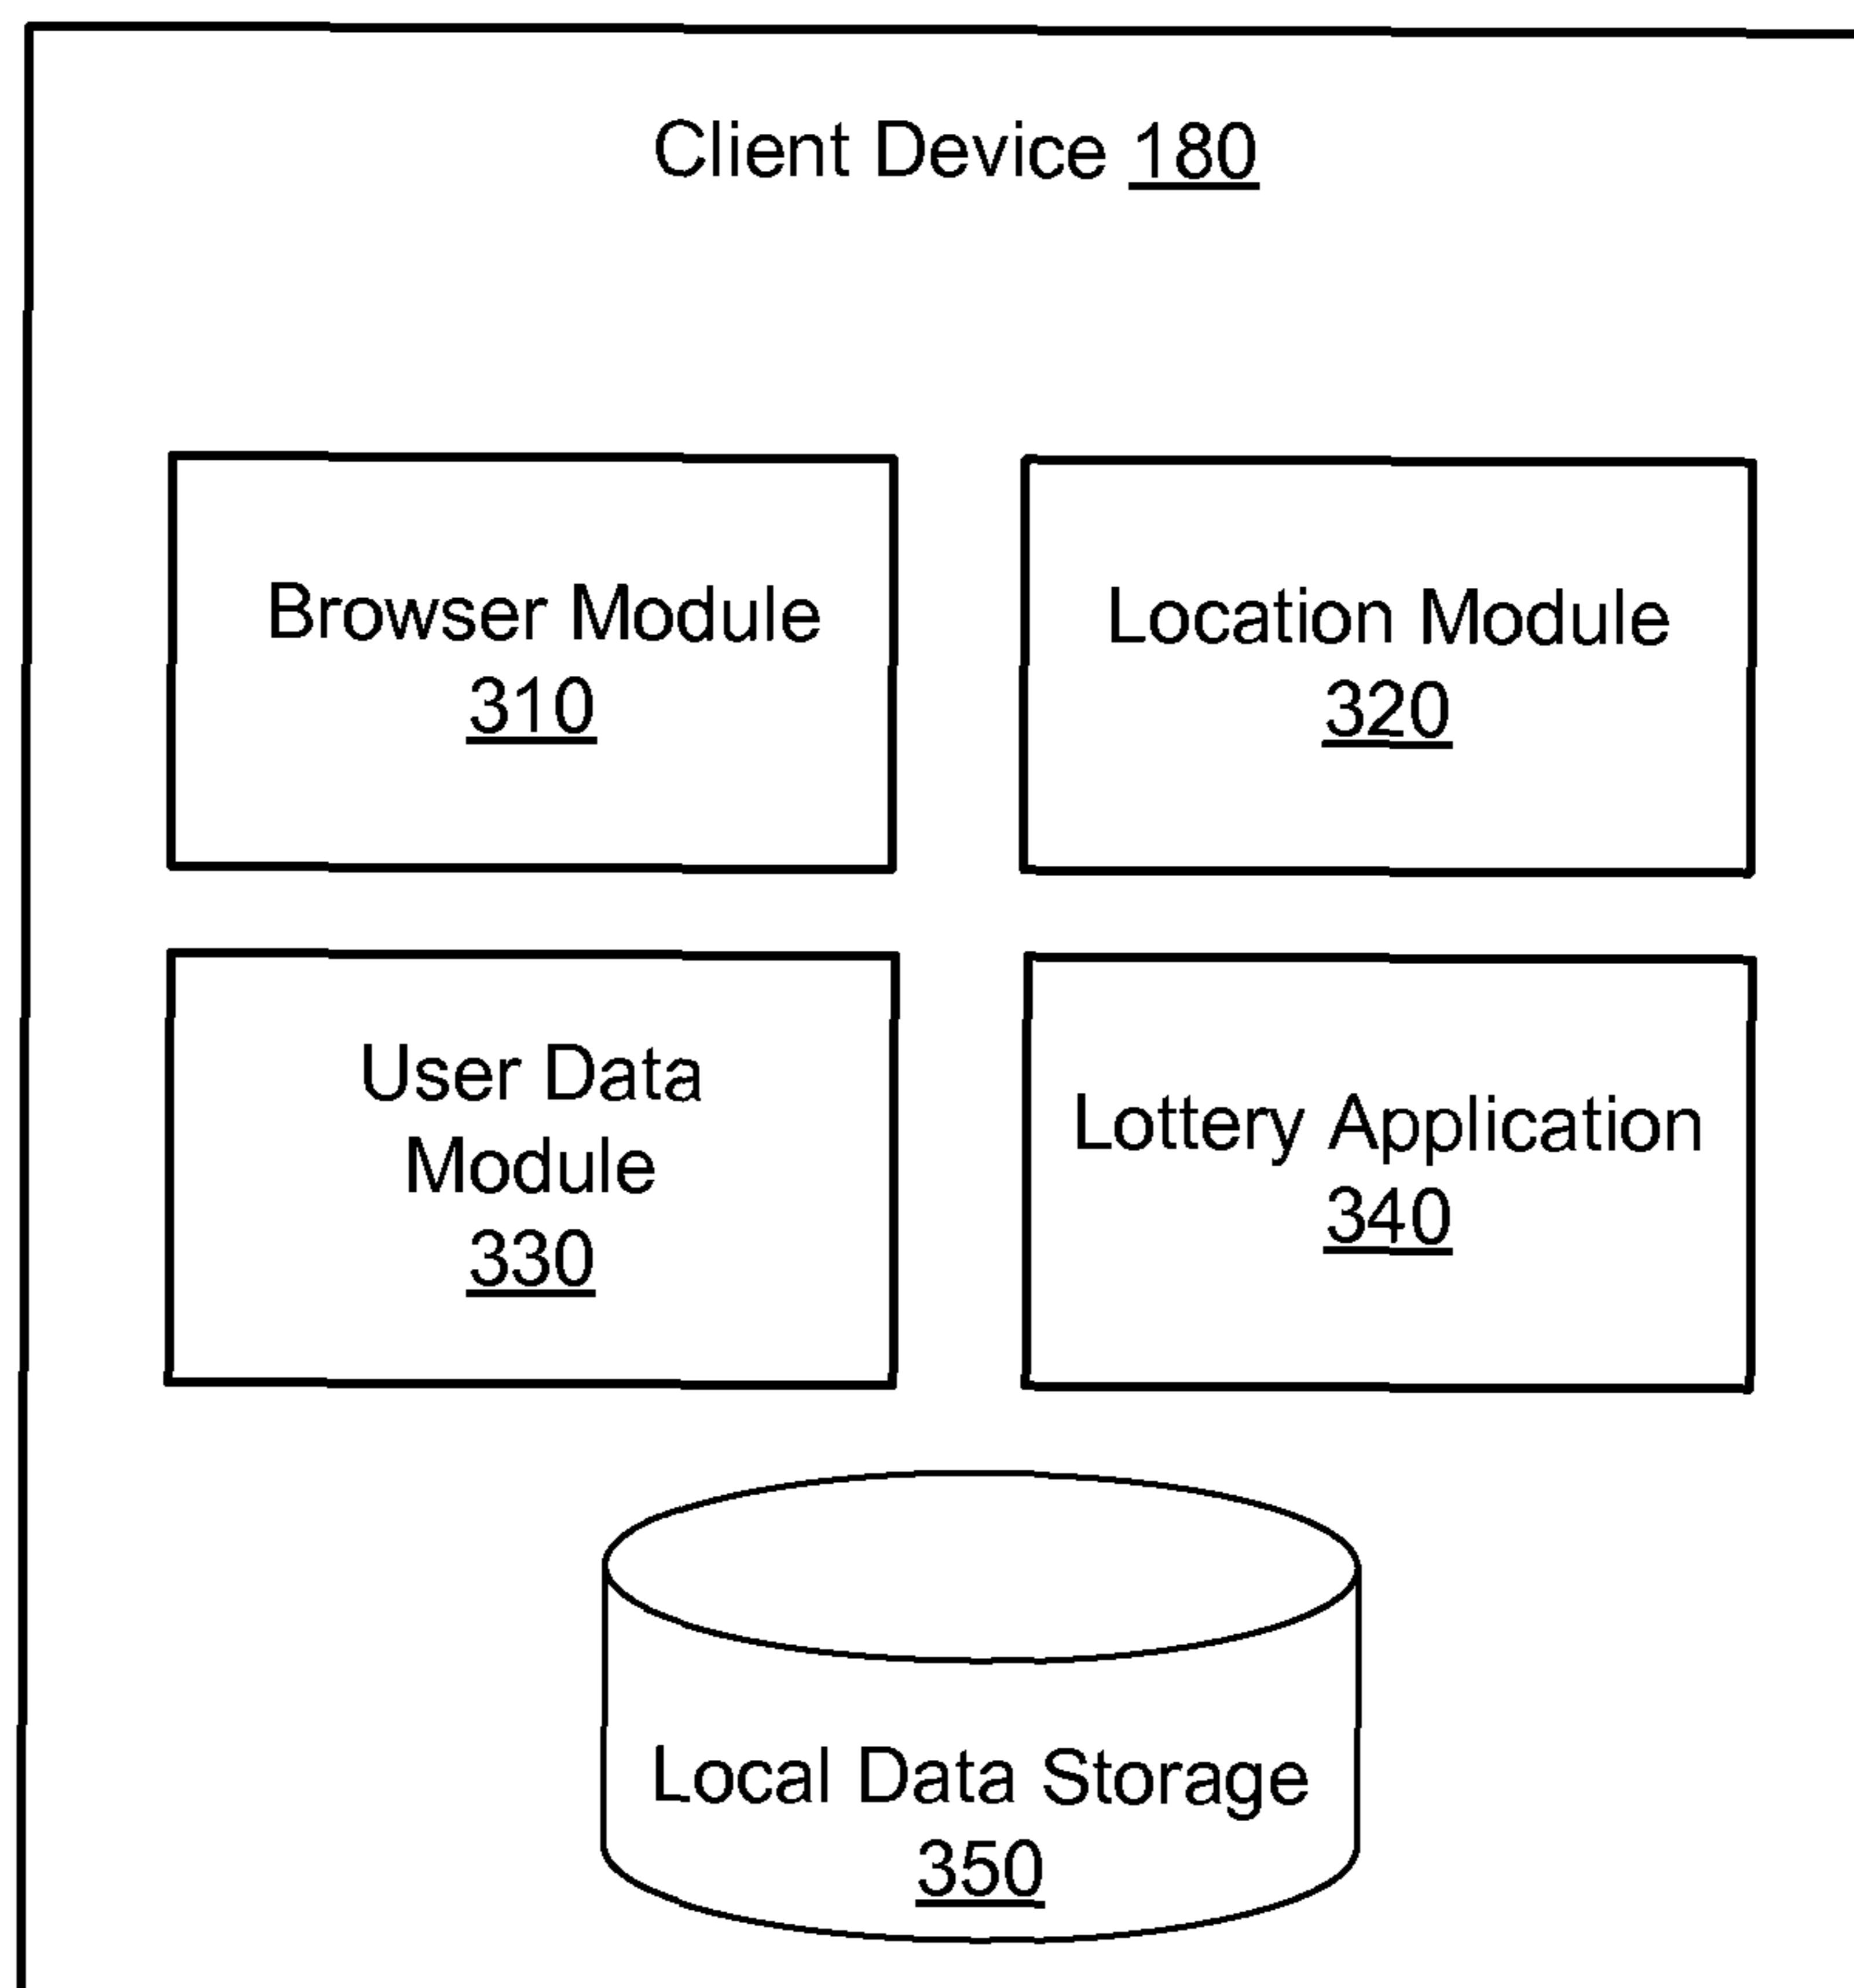 Client Device 180
Browser Module
310
Location Module
320
User Data
Module
330
Lottery Application
340
Local Data Storage
350